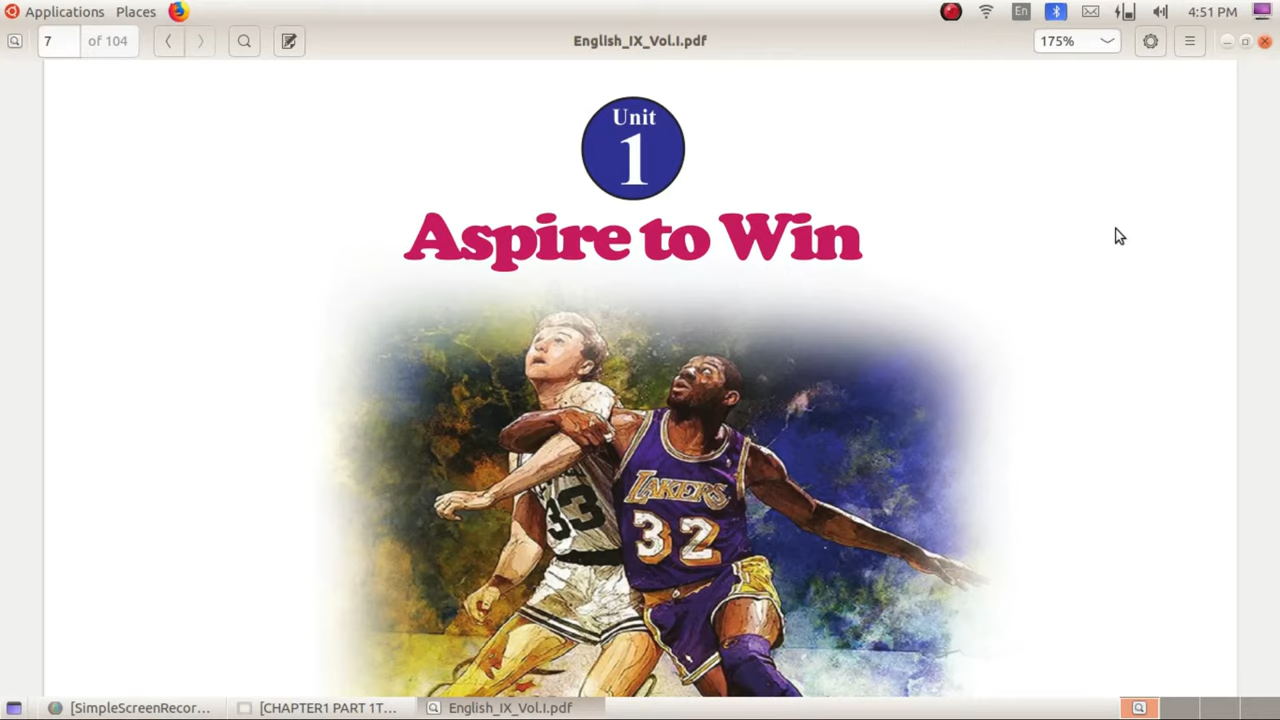 Applications Places En 4:51 PM
7 of 104 English_IX_Vol.I.pdf 175%
Unit
1
Aspire to Win
LAKERS
33 32
[SimpleScreenRecor... [CHAPTER1 PART 1T... English_IX_Vol.I.pdf